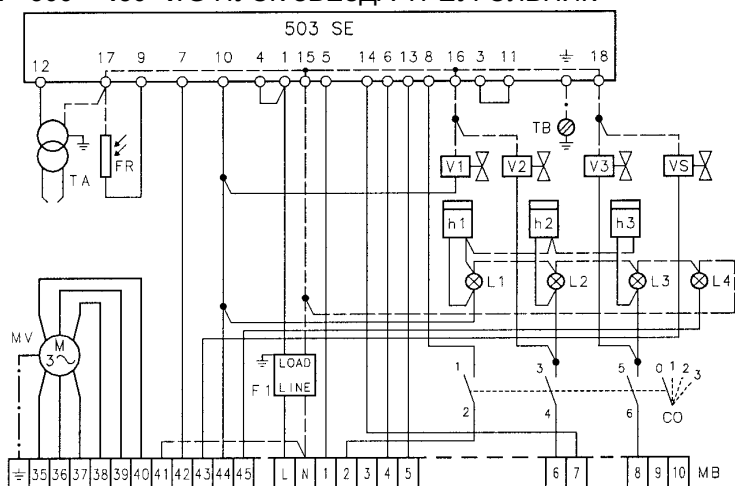 503 SE
12 17 9 7 10 4 1 15 5 14 6 13 8 16 3 11 18
TB
V1 V2 V3 VS
TA FR
h1 h2 h3
L1 L2 L3 L4
MV M 3~
LOAD
LINE
F1
1 3 5 0 1 2 3
2 4 6 CO
35 36 37 38 39 40 41 42 43 44 45 L N 1 2 3 4 5 6 7 8 9 10 MB